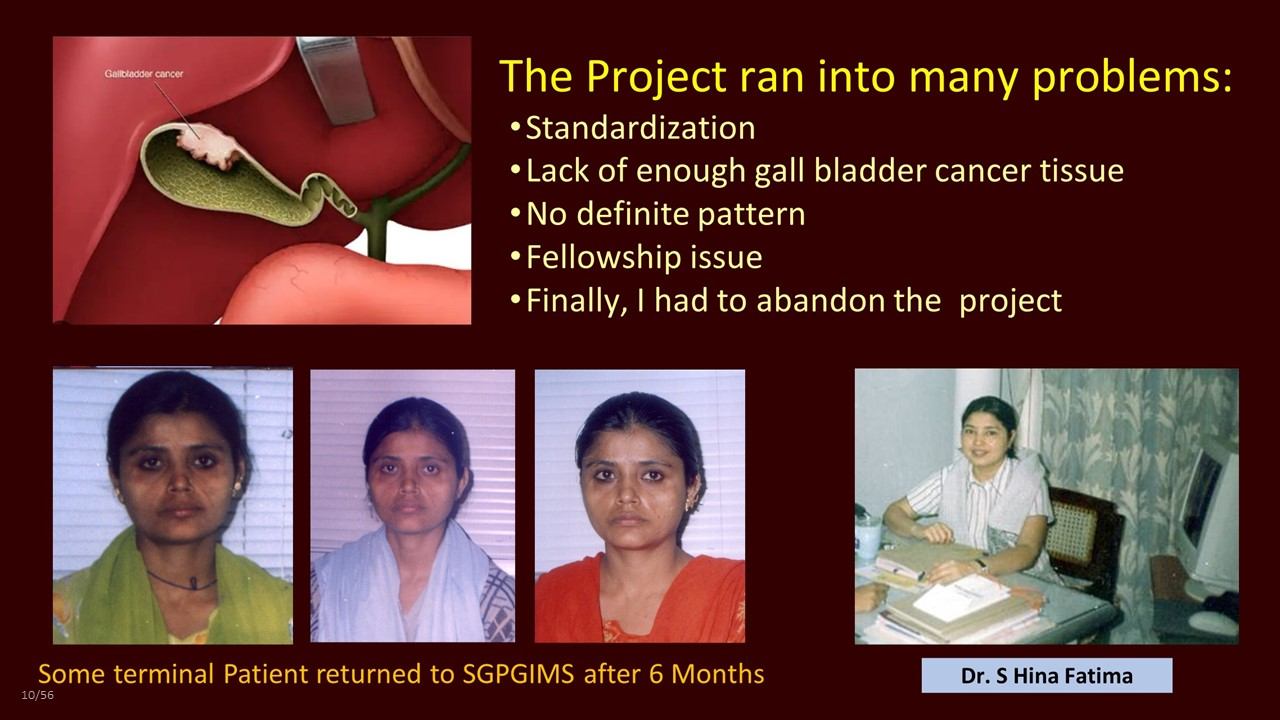 Gallbladder cancer
The Project ran into many problems:
•Standardization
•Lack of enough gall bladder cancer tissue
•No definite pattern
•Fellowship issue
•Finally, I had to abandon the  project
Some terminal Patient returned to SGPGIMS after 6 Months
Dr. S Hina Fatima
10/56